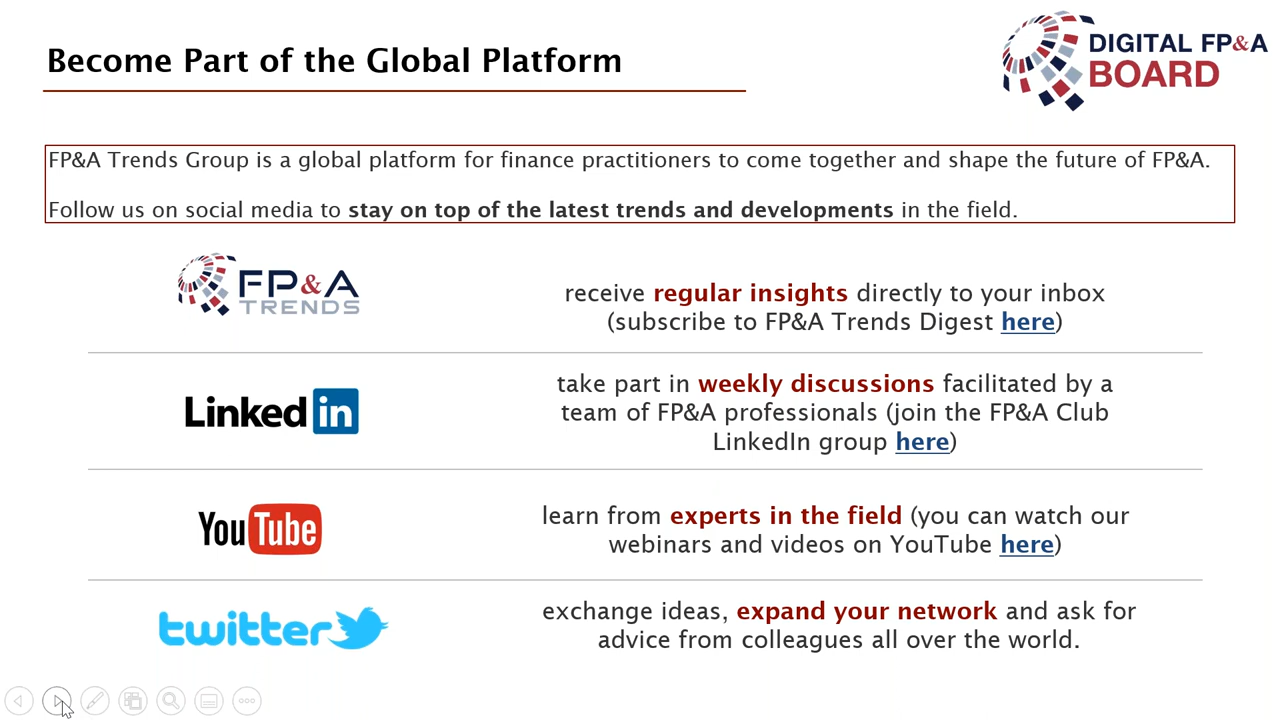 Become Part of the Global Platform
DIGITAL FP&A
BOARD
FP&A Trends Group is a global platform for finance practitioners to come together and shape the future of FP&A.
Follow us on social media to stay on top of the latest trends and developments in the field.
FP&A
TRENDS
receive regular insights directly to your inbox
(subscribe to FP&A Trends Digest here)
Linked in
take part in weekly discussions facilitated by a
team of FP&A professionals (join the FP&A Club
LinkedIn group here)
YouTube
learn from experts in the field (you can watch our
webinars and videos on YouTube here)
twitter
exchange ideas, expand your network and ask for
advice from colleagues all over the world.